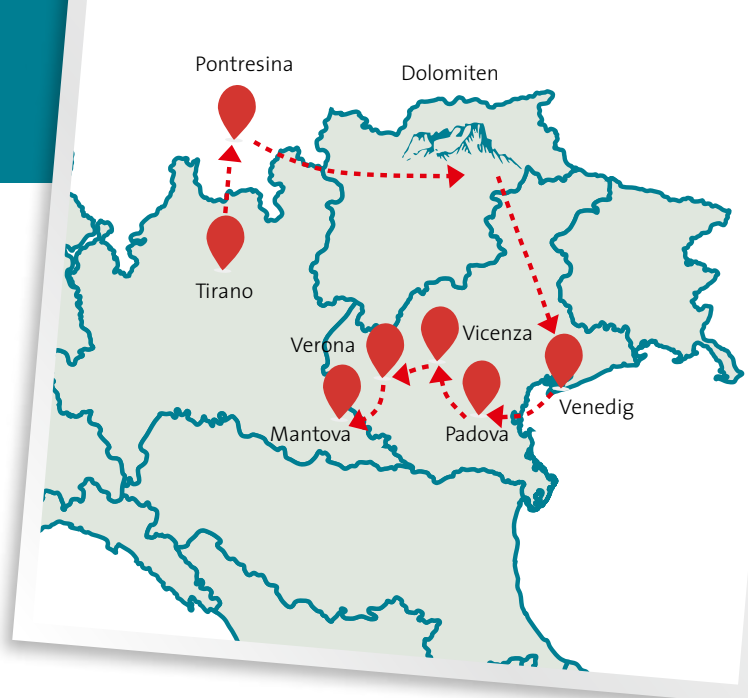 Pontresina
Dolomiten
Tirano
Verona
Vicenza
Venedig
Mantova
Padova